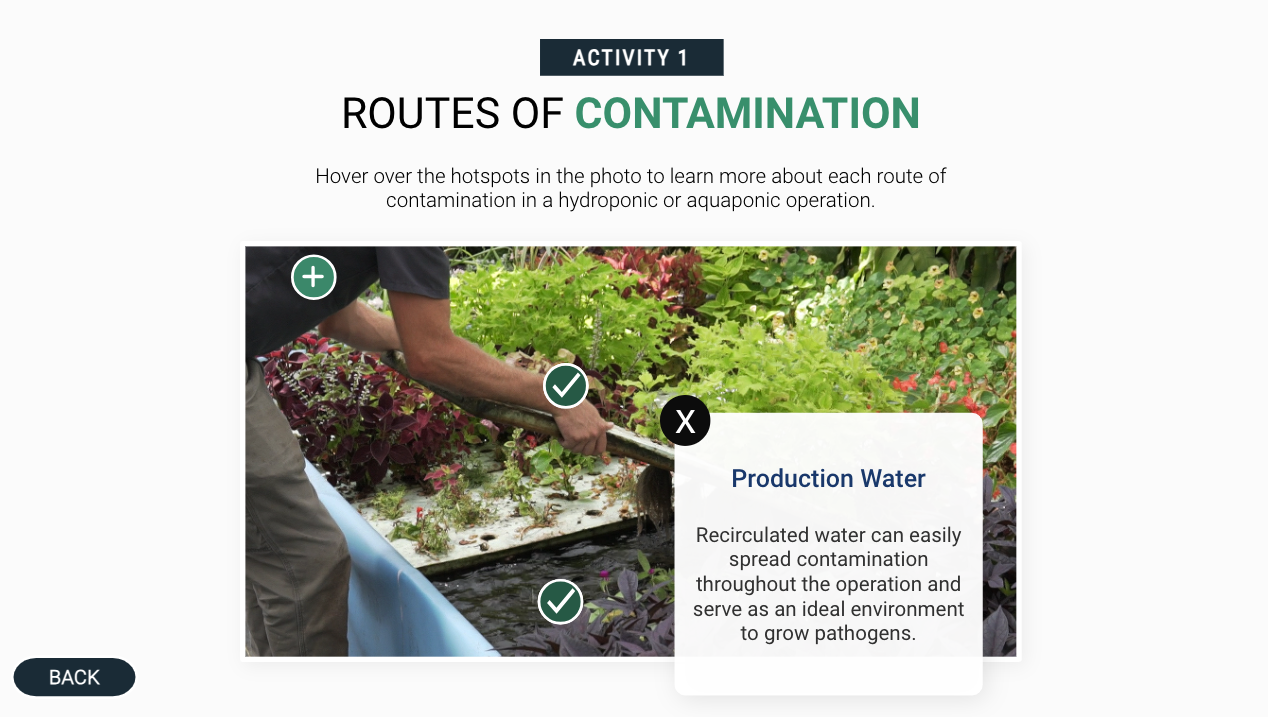 ACTIVITY 1
ROUTES OF CONTAMINATION
Hover over the hotspots in the photo to learn more about each route of
contamination in a hydroponic or aquaponic operation.
X
Production Water
Recirculated water can easily
spread contamination
throughout the operation and
serve as an ideal environment
to grow pathogens.
BACK